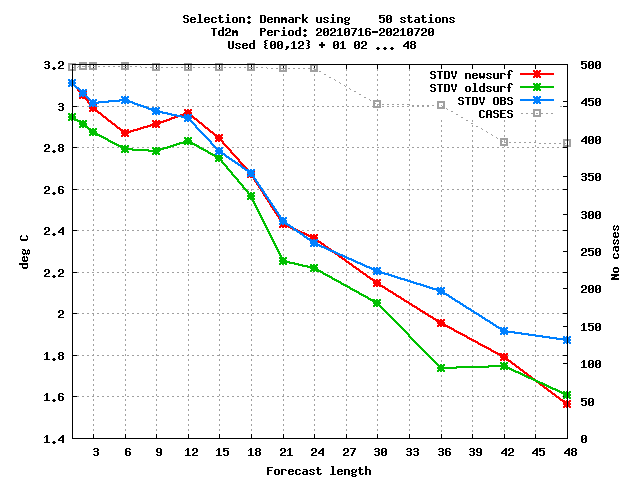 Selection: Denmark using    50 stations
Td2m   Period: 20210716-20210720
Used {00,12} + 01 02 ... 48
STDV newsurf
STDV oldsurf
STDV OBS
CASES
3,2
3
2,8
2,6
2,4
2,2
2
1,8
1,6
1,4
deg C
500
450
400
350
300
250
200
150
100
50
0
No cases
3 6 9 12 15 18 21 24 27 30 33 36 39 42 45 48
Forecast length